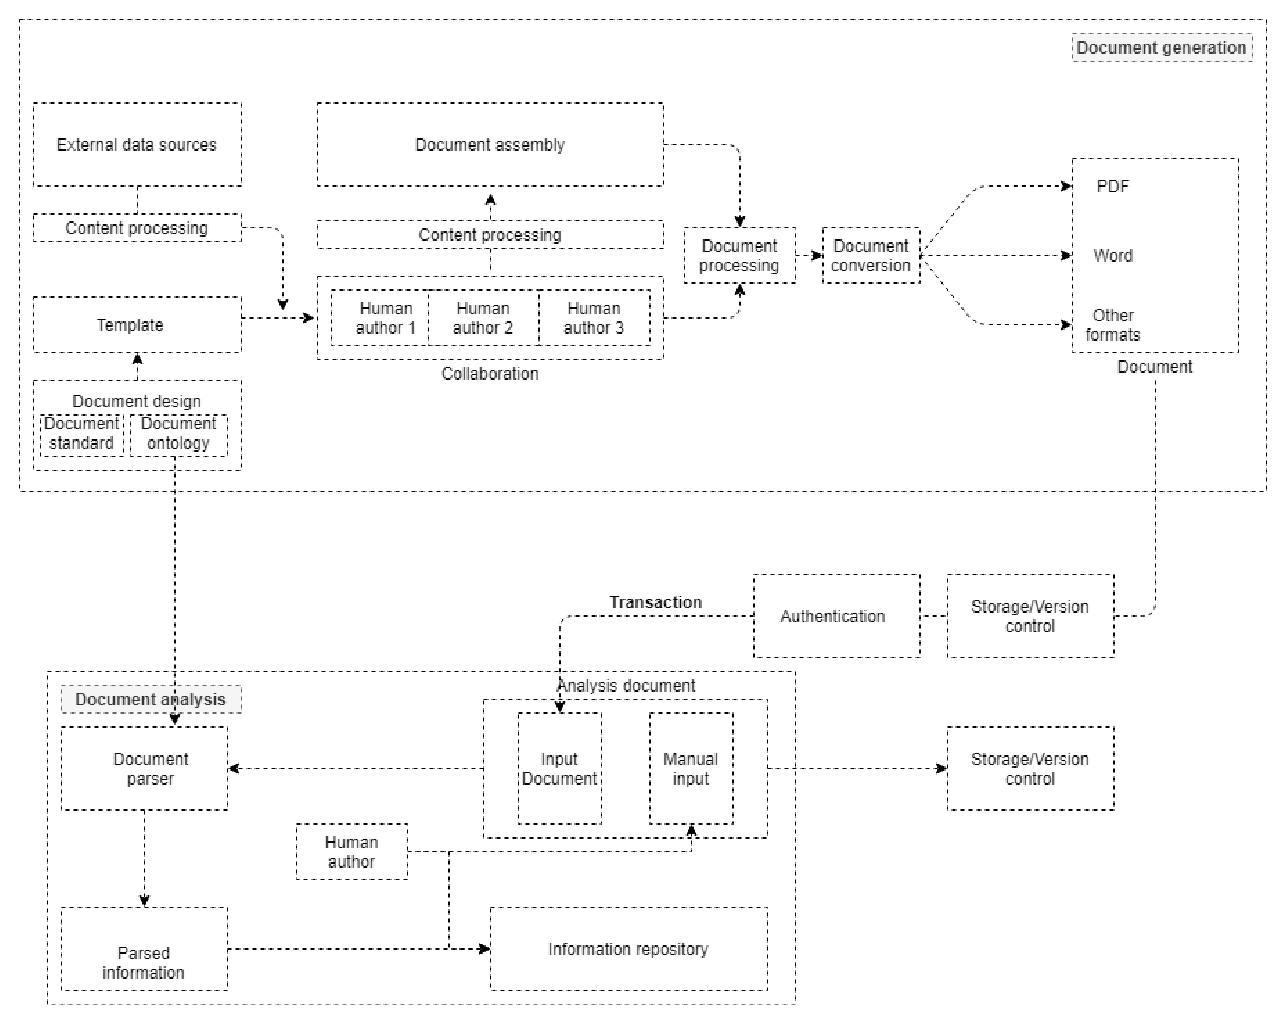 Document generation
External data sources
Document assembly
PDF
Content processing
Content processing
Document
processing
Document
conversion
Word
Template
Human
author 1
Human
author 2
Human
author 3
Other
formats
Collaboration
Document
Document design
Document
standard
Document
ontology
Transaction
Authentication
Storage/Version
control
Document analysis
Analysis document
Document
parser
Input
Document
Manual
input
Storage/Version
control
Human
author
Parsed
information
Information repository